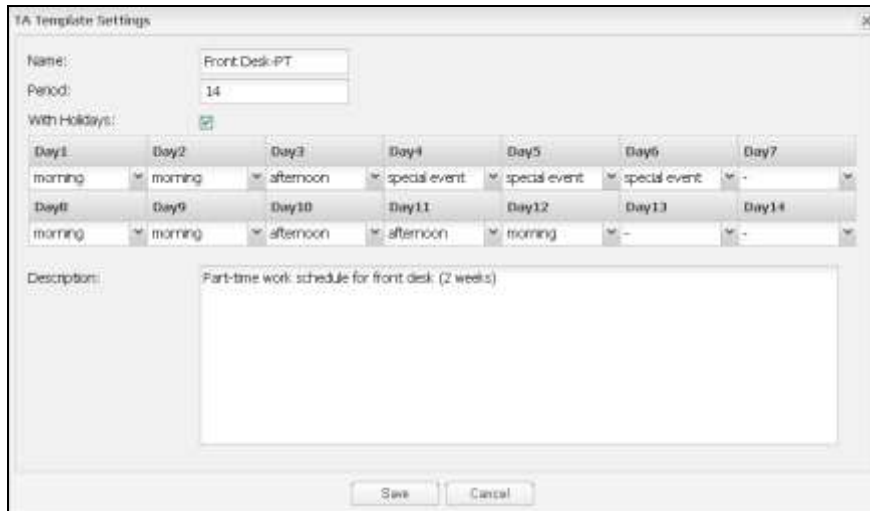 TA Template Settings
Name: Front Desk-PT
Period: 14
With Holidays:
Day1 Day2 Day3 Day4 Day5 Day6 Day7
morning morning afternoon special event special event special event -
Day8 Day9 Day10 Day11 Day12 Day13 Day14
morning morning afternoon afternoon morning - -
Description: Part-time work schedule for front desk (2 weeks)
Save Cancel